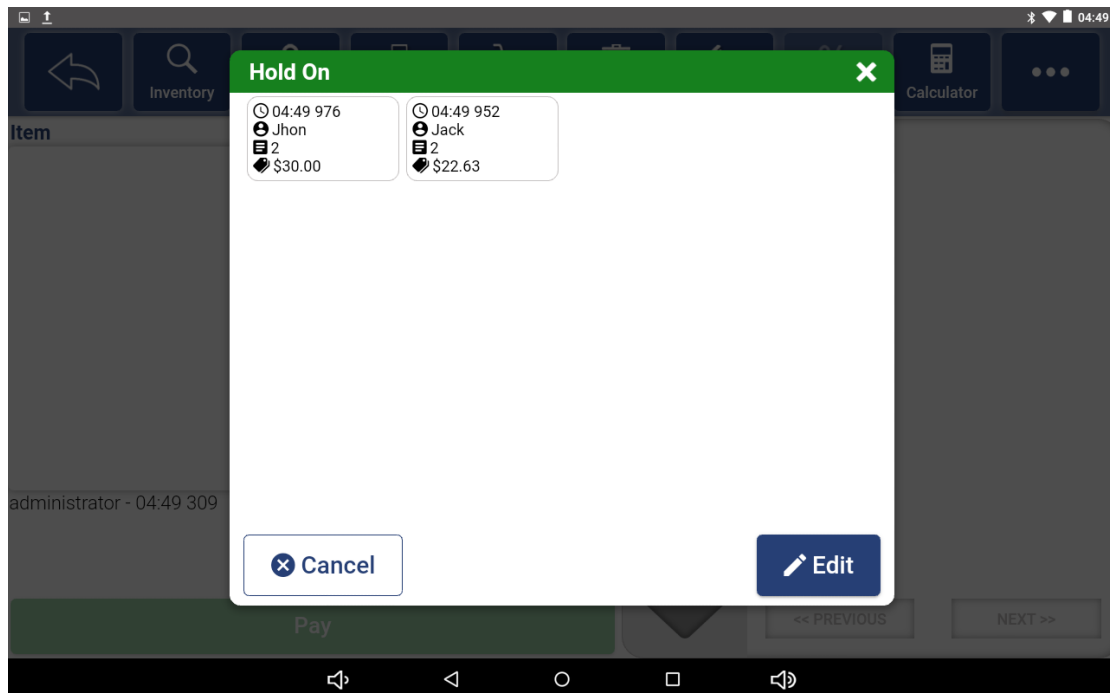 04:49
Inventory
Hold On
Calculator
Item
04:49 976
Jhon
2
$30.00
04:49 952
Jack
2
$22.63
administrator - 04:49 309
Cancel
Edit
Pay
<< PREVIOUS
NEXT >>